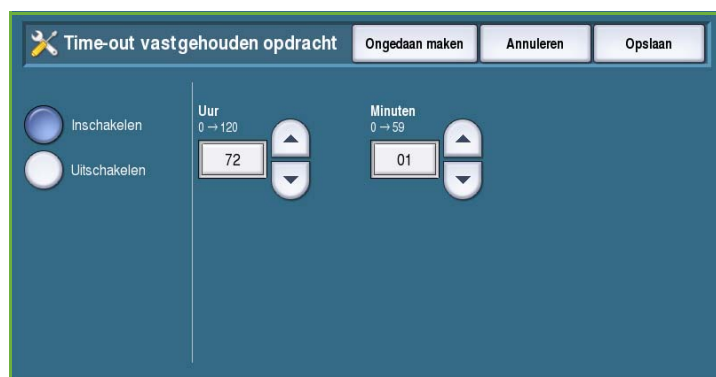 Time-out vastgehouden opdracht
Ongedaan maken
Annuleren
Opslaan
Inschakelen
Uitschakelen
Uur
0 → 120
72
Minuten
0 → 59
01